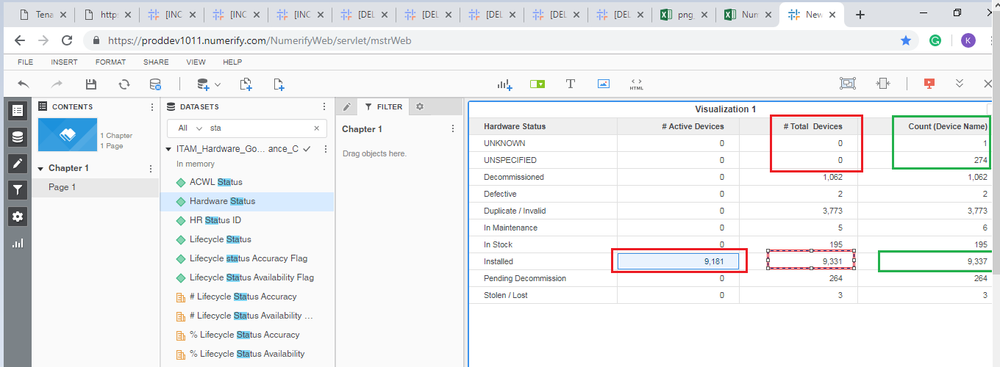 Tena
http:
[INC
[INC
[INC
[DEL
[DEL
[DEL
[DEL
[DEL
png_
Num
New
https://proddev1011.numerify.com/NumerifyWeb/servlet/mstrWeb
K
FILE INSERT FORMAT SHARE VIEW HELP
T
HTML
CONTENTS
1 Chapter
1 Page
Chapter 1
Page 1
DATASETS
All sta
ITAM_Hardware_Go... ance_C
In memory
ACWL Status
Hardware Status
HR Status ID
Lifecycle Status
Lifecycle status Accuracy Flag
Lifecycle Status Availability Flag
# Lifecycle Status Accuracy
# Lifecycle Status Availability ...
% Lifecycle Status Accuracy
% Lifecycle Status Availability
FILTER
Chapter 1
Drag objects here.
Visualization 1
Hardware Status # Active Devices # Total Devices Count (Device Name)
UNKNOWN 0 0 1
UNSPECIFIED 0 0 274
Decommissioned 0 1,062 1,062
Defective 0 2 2
Duplicate / Invalid 0 3,773 3,773
In Maintenance 0 5 6
In Stock 0 195 195
Installed 9,181 9,331 9,337
Pending Decommission 0 264 264
Stolen / Lost 0 3 3